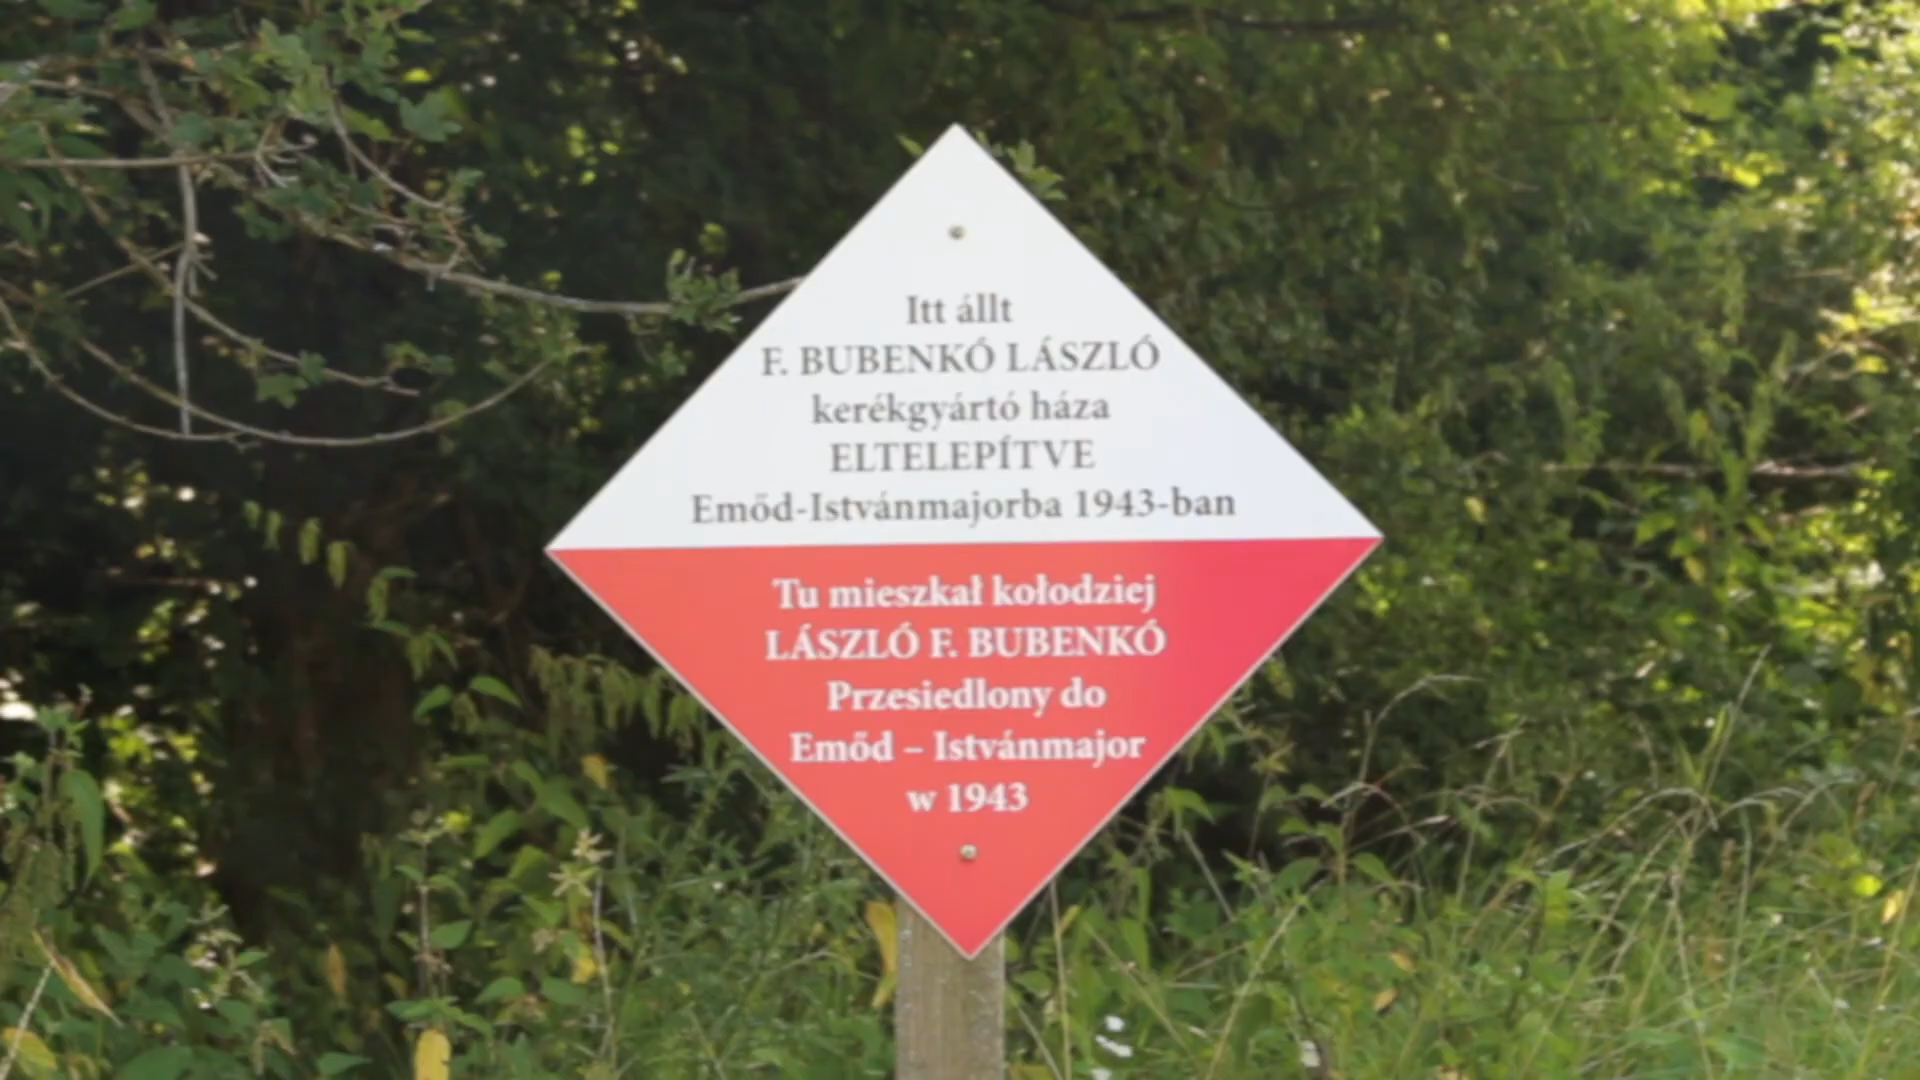 Itt állt
F. BUBENKÓ LÁSZLÓ
kerékgyártó háza
ELTELEPÍTVE
Emőd-Istvánmajorba 1943-ban
Tu mieszkał kołodziej
LÁSZLÓ F. BUBENKÓ
Przesiedlony do
Emőd – Istvánmajor
w 1943